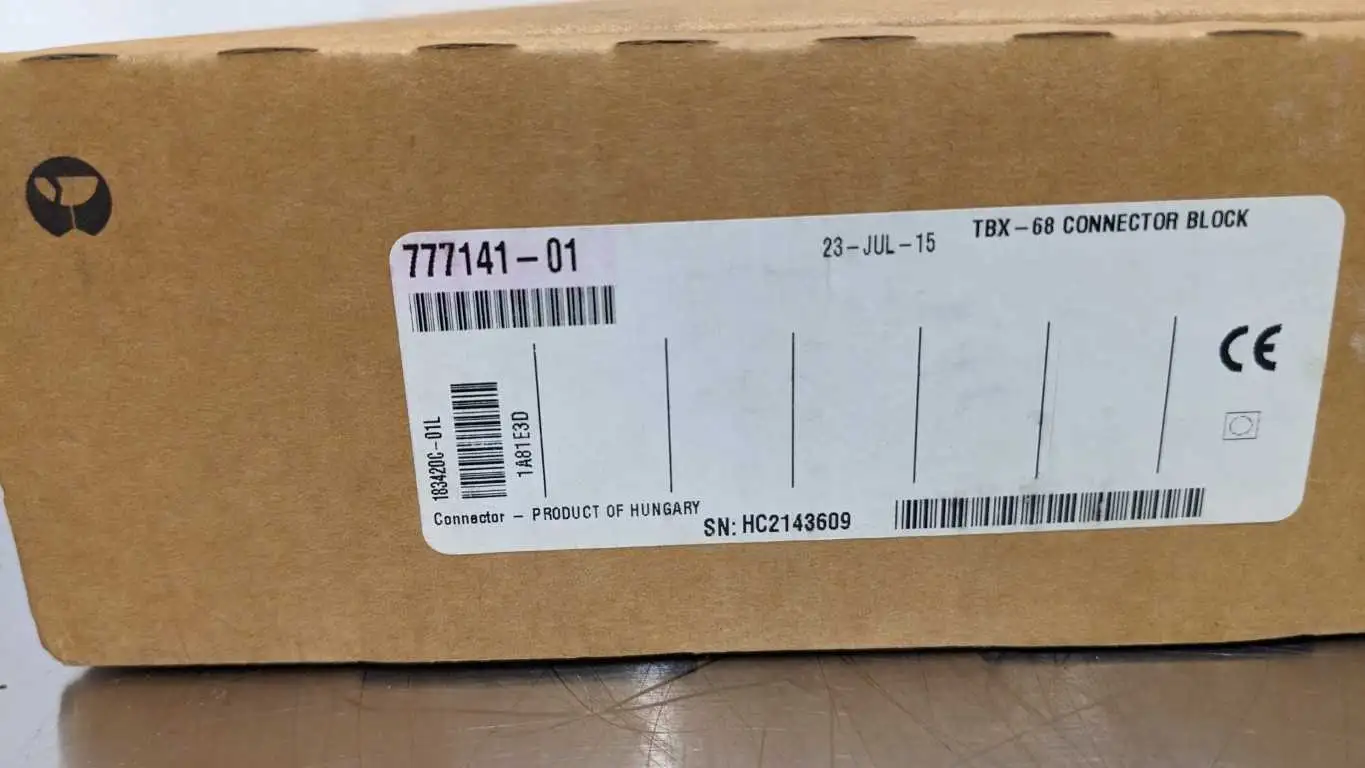 777141-01
23-JUL-15
TBX-68 CONNECTOR BLOCK
183420C-01L
1A81E3D
CE
Connector - PRODUCT OF HUNGARY
SN: HC2143609